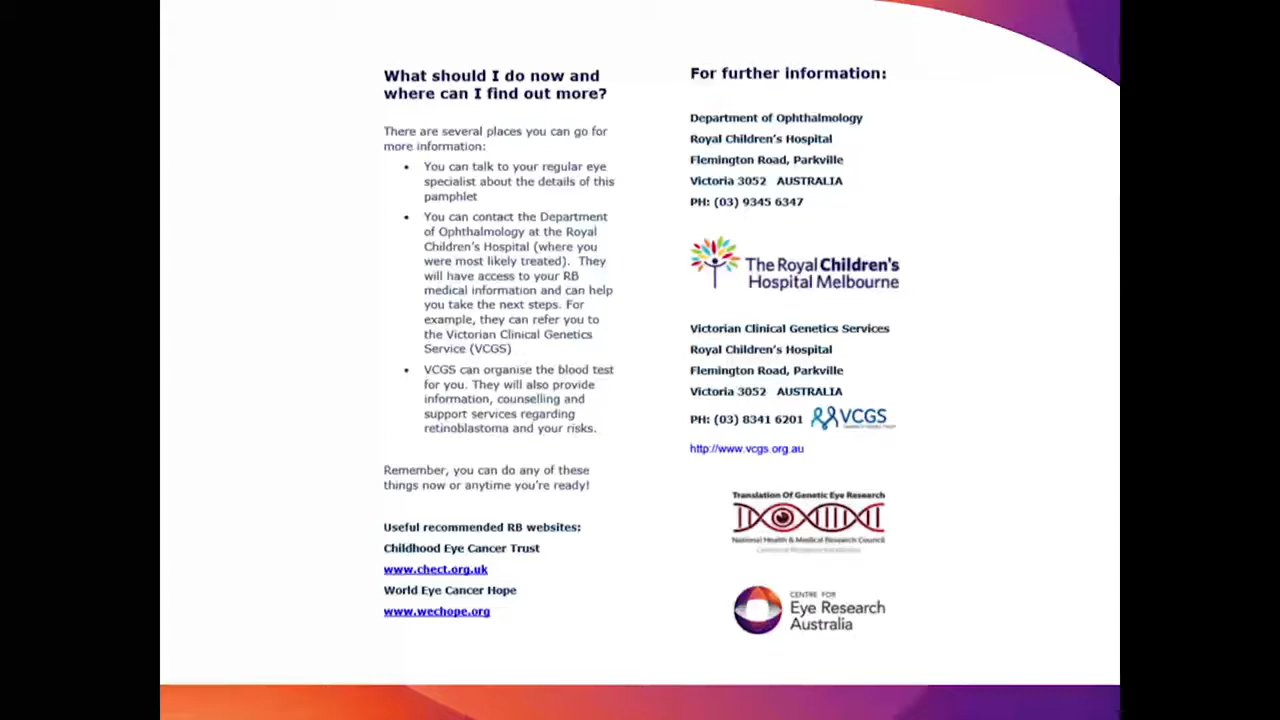 What should I do now and
where can I find out more?
There are several places you can go for
more information:
• You can talk to your regular eye
specialist about the details of this
pamphlet
• You can contact the Department
of Ophthalmology at the Royal
Children's Hospital (where you
were most likely treated). They
will have access to your RB
medical information and can help
you take the next steps. For
example, they can refer you to
the Victorian Clinical Genetics
Service (VCGS)
• VCGS can organise the blood test
for you. They will also provide
information, counselling and
support services regarding
retinoblastoma and your risks.
Remember, you can do any of these
things now or anytime you're ready!
Useful recommended RB websites:
Childhood Eye Cancer Trust
www.chect.org.uk
World Eye Cancer Hope
www.wechope.org
For further information:
Department of Ophthalmology
Royal Children's Hospital
Flemington Road, Parkville
Victoria 3052 AUSTRALIA
PH: (03) 9345 6347
The Royal Children's
Hospital Melbourne
Victorian Clinical Genetics Services
Royal Children's Hospital
Flemington Road, Parkville
Victoria 3052 AUSTRALIA
PH: (03) 8341 6201 VCGS
http://www.vcgs.org.au
Translation Of Genetic Eye Research
National Health & Medical Research Council
CENTRE FOR
Eye Research
Australia